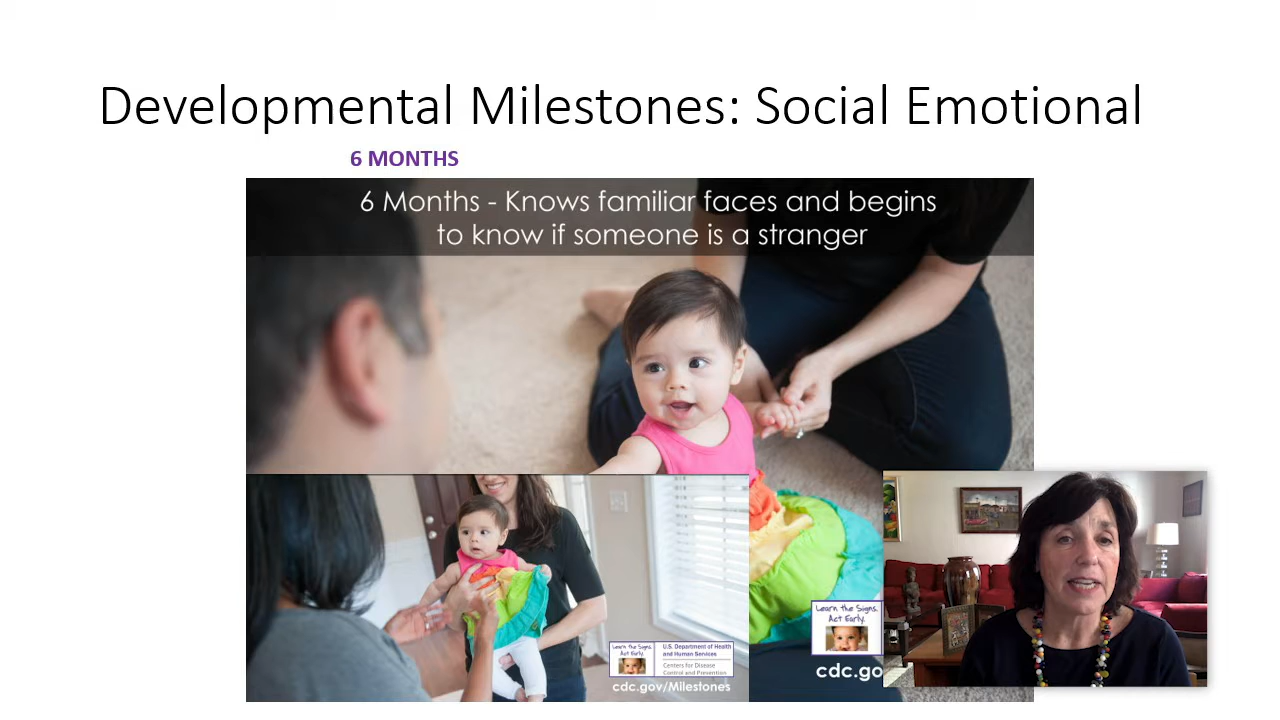 Developmental Milestones: Social Emotional
6 MONTHS
6 Months - Knows familiar faces and begins
to know if someone is a stranger
Learn the Signs.
Act Early.
U.S. Department of Health
and Human Services
Centers for Disease
Control and Prevention
cdc.gov/Milestones
Learn the Signs.
Act Early.
cdc.go